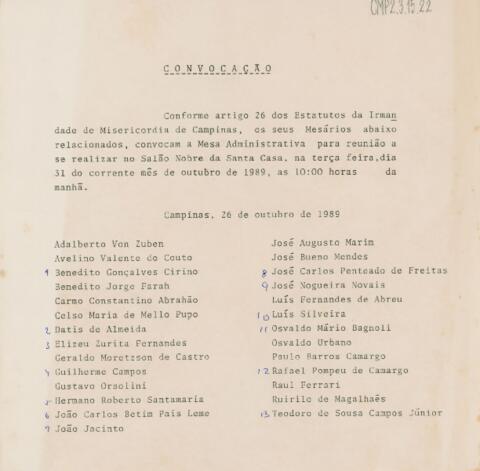 CMP2.3.15.22
CONVOCAÇÃO
Conforme artigo 26 dos Estatutos da Irman
dade de Misericordia de Campinas, os seus Mesários abaixo
relacionados, convocam a Mesa Administrativa para reunião a
se realizar no Salão Nobre da Santa Casa, na terça feira,dia
31 do corrente mês de outubro de 1989, as 10:00 horas da
manhã.
Campinas, 26 de outubro de 1989
Adalberto Von Zuben
Avelino Valente do Couto
1 Benedito Gonçalves Cirino
Benedito Jorge Farah
Carmo Constantino Abrahão
Celso Maria de Mello Pupo
2 Datis de Almeida
3 Elizeu Zurita Fernandes
Geraldo Moretzson de Castro
4 Guilherme Campos
Gustavo Orsolini
5 Hermano Roberto Santamaria
6 João Carlos Betim Pais Leme
7 João Jacinto
José Augusto Marim
José Bueno Mendes
8 José Carlos Penteado de Freitas
9 José Nogueira Novais
Luís Fernandes de Abreu
10 Luís Silveira
11 Osvaldo Mário Bagnoli
Osvaldo Urbano
Paulo Barros Camargo
12 Rafael Pompeu de Camargo
Raul Ferrari
Ruirilo de Magalhaês
13 Teodoro de Sousa Campos Júnior